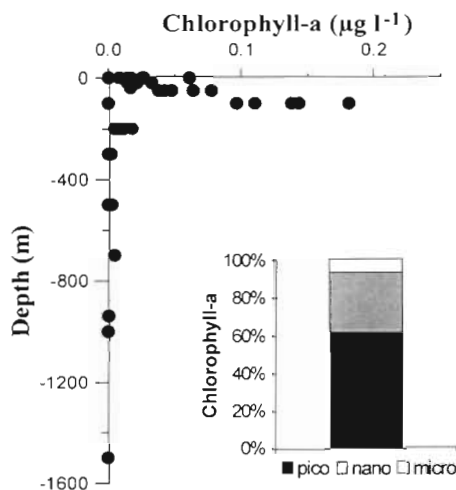 Chlorophyll-a (µg l⁻¹)
0.0 0.1 0.2
0
-400
-800
-1200
-1600
Depth (m)
100%
80%
60%
40%
20%
0%
Chlorophyll-a
pico nano micro